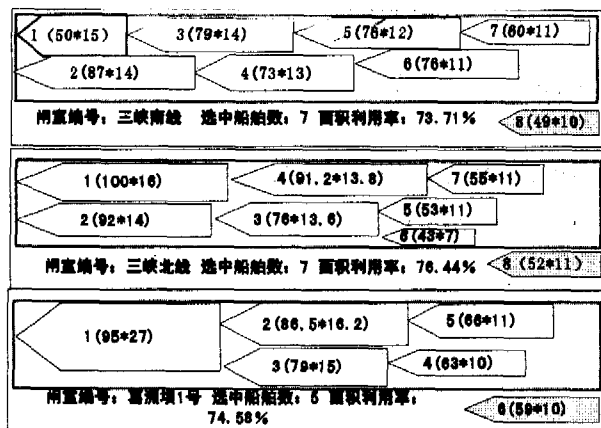 1 (50*15) 3(79*14) 5(76*12) 7(60*11)
2(87*14) 4(73*13) 6(76*11)
闸室编号：三峡南线 选中船舶数：7 面积利用率：73.71% 8(49*10)
1(100*16) 4(91.2*13.8) 7(55*11)
2(92*14) 3(76*13.6) 5(53*11)
6(43*7)
闸室编号：三峡北线 选中船舶数：7 面积利用率：76.44% 8(52*11)
1(95*27) 2(86.5*16.2) 5(66*11)
3(79*15) 4(63*10)
闸室编号：葛洲坝1号 选中船舶数：5 面积利用率：
74.58% 6(59*10)